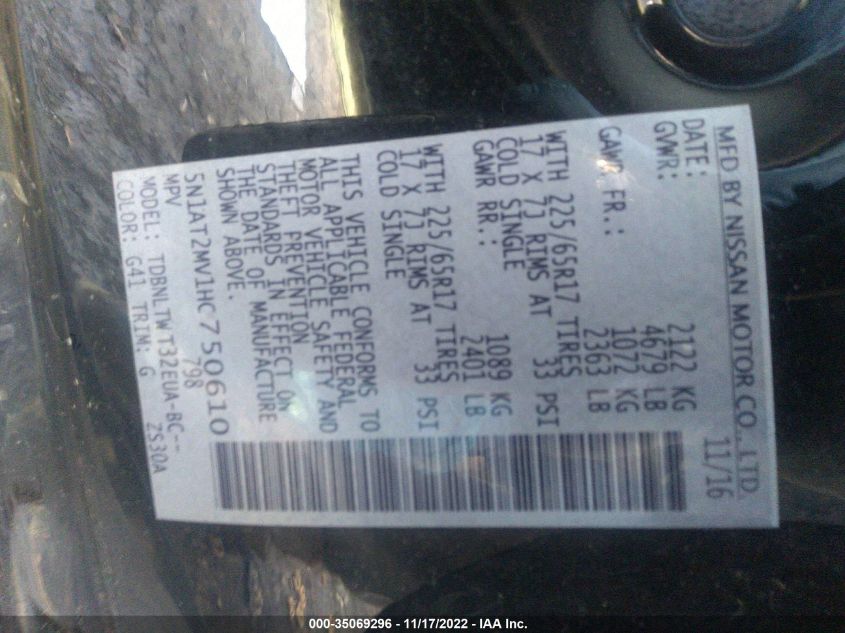 MFD BY NISSAN MOTOR CO., LTD
DATE: 11/16
GVWR: 2122 KG
4679 LB
GAWR FR.: 1072 KG
2363 LB
WITH 225/65R17 TIRES
17 X 7J RIMS AT 33 PSI
COLD SINGLE
GAWR RR.: 1089 KG
2401 LB
WITH 225/65R17 TIRES
17 X 7J RIMS AT 33 PSI
COLD SINGLE
THIS VEHICLE CONFORMS TO
ALL APPLICABLE FEDERAL
MOTOR VEHICLE SAFETY AND
THEFT PREVENTION
STANDARDS IN EFFECT ON
THE DATE OF MANUFACTURE
SHOWN ABOVE.
5N1AT2MV1HC750610
MPV 798
MODEL: TDBNLTWT32EUA-BC--
COLOR: G41 TRIM: G ZS30A
000-35069296 - 11/17/2022 - IAA Inc.